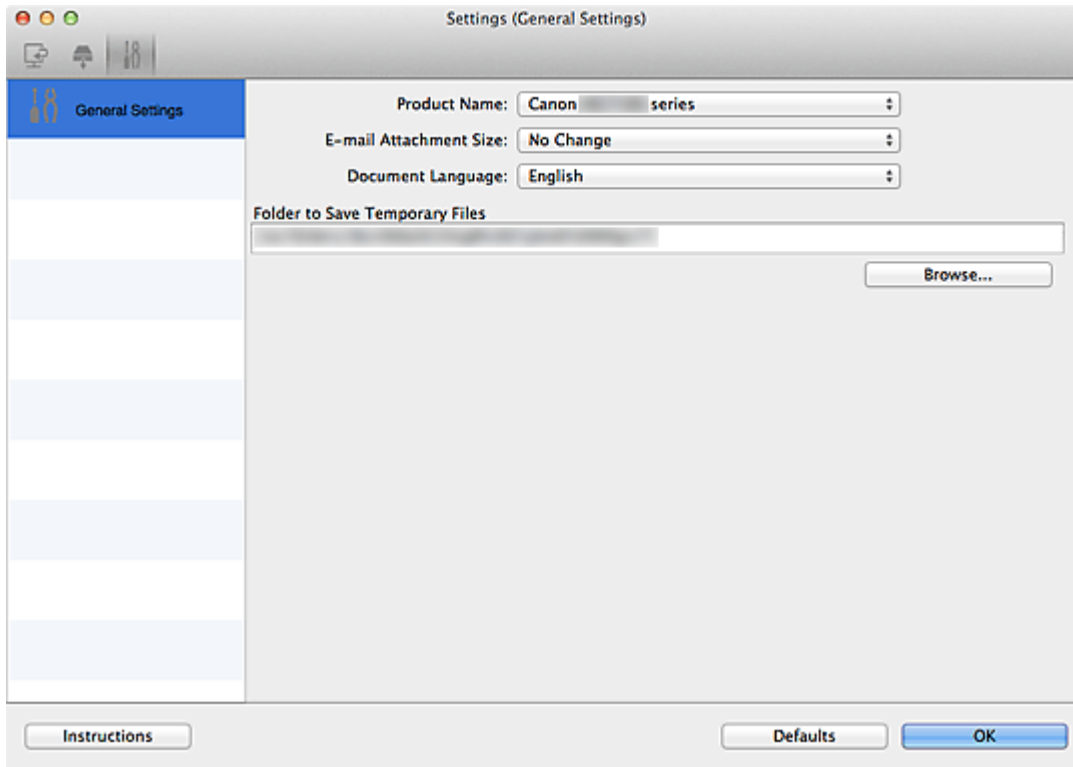 Settings (General Settings)
General Settings
Product Name: Canon series
E-mail Attachment Size: No Change
Document Language: English
Folder to Save Temporary Files
Browse...
Instructions Defaults OK